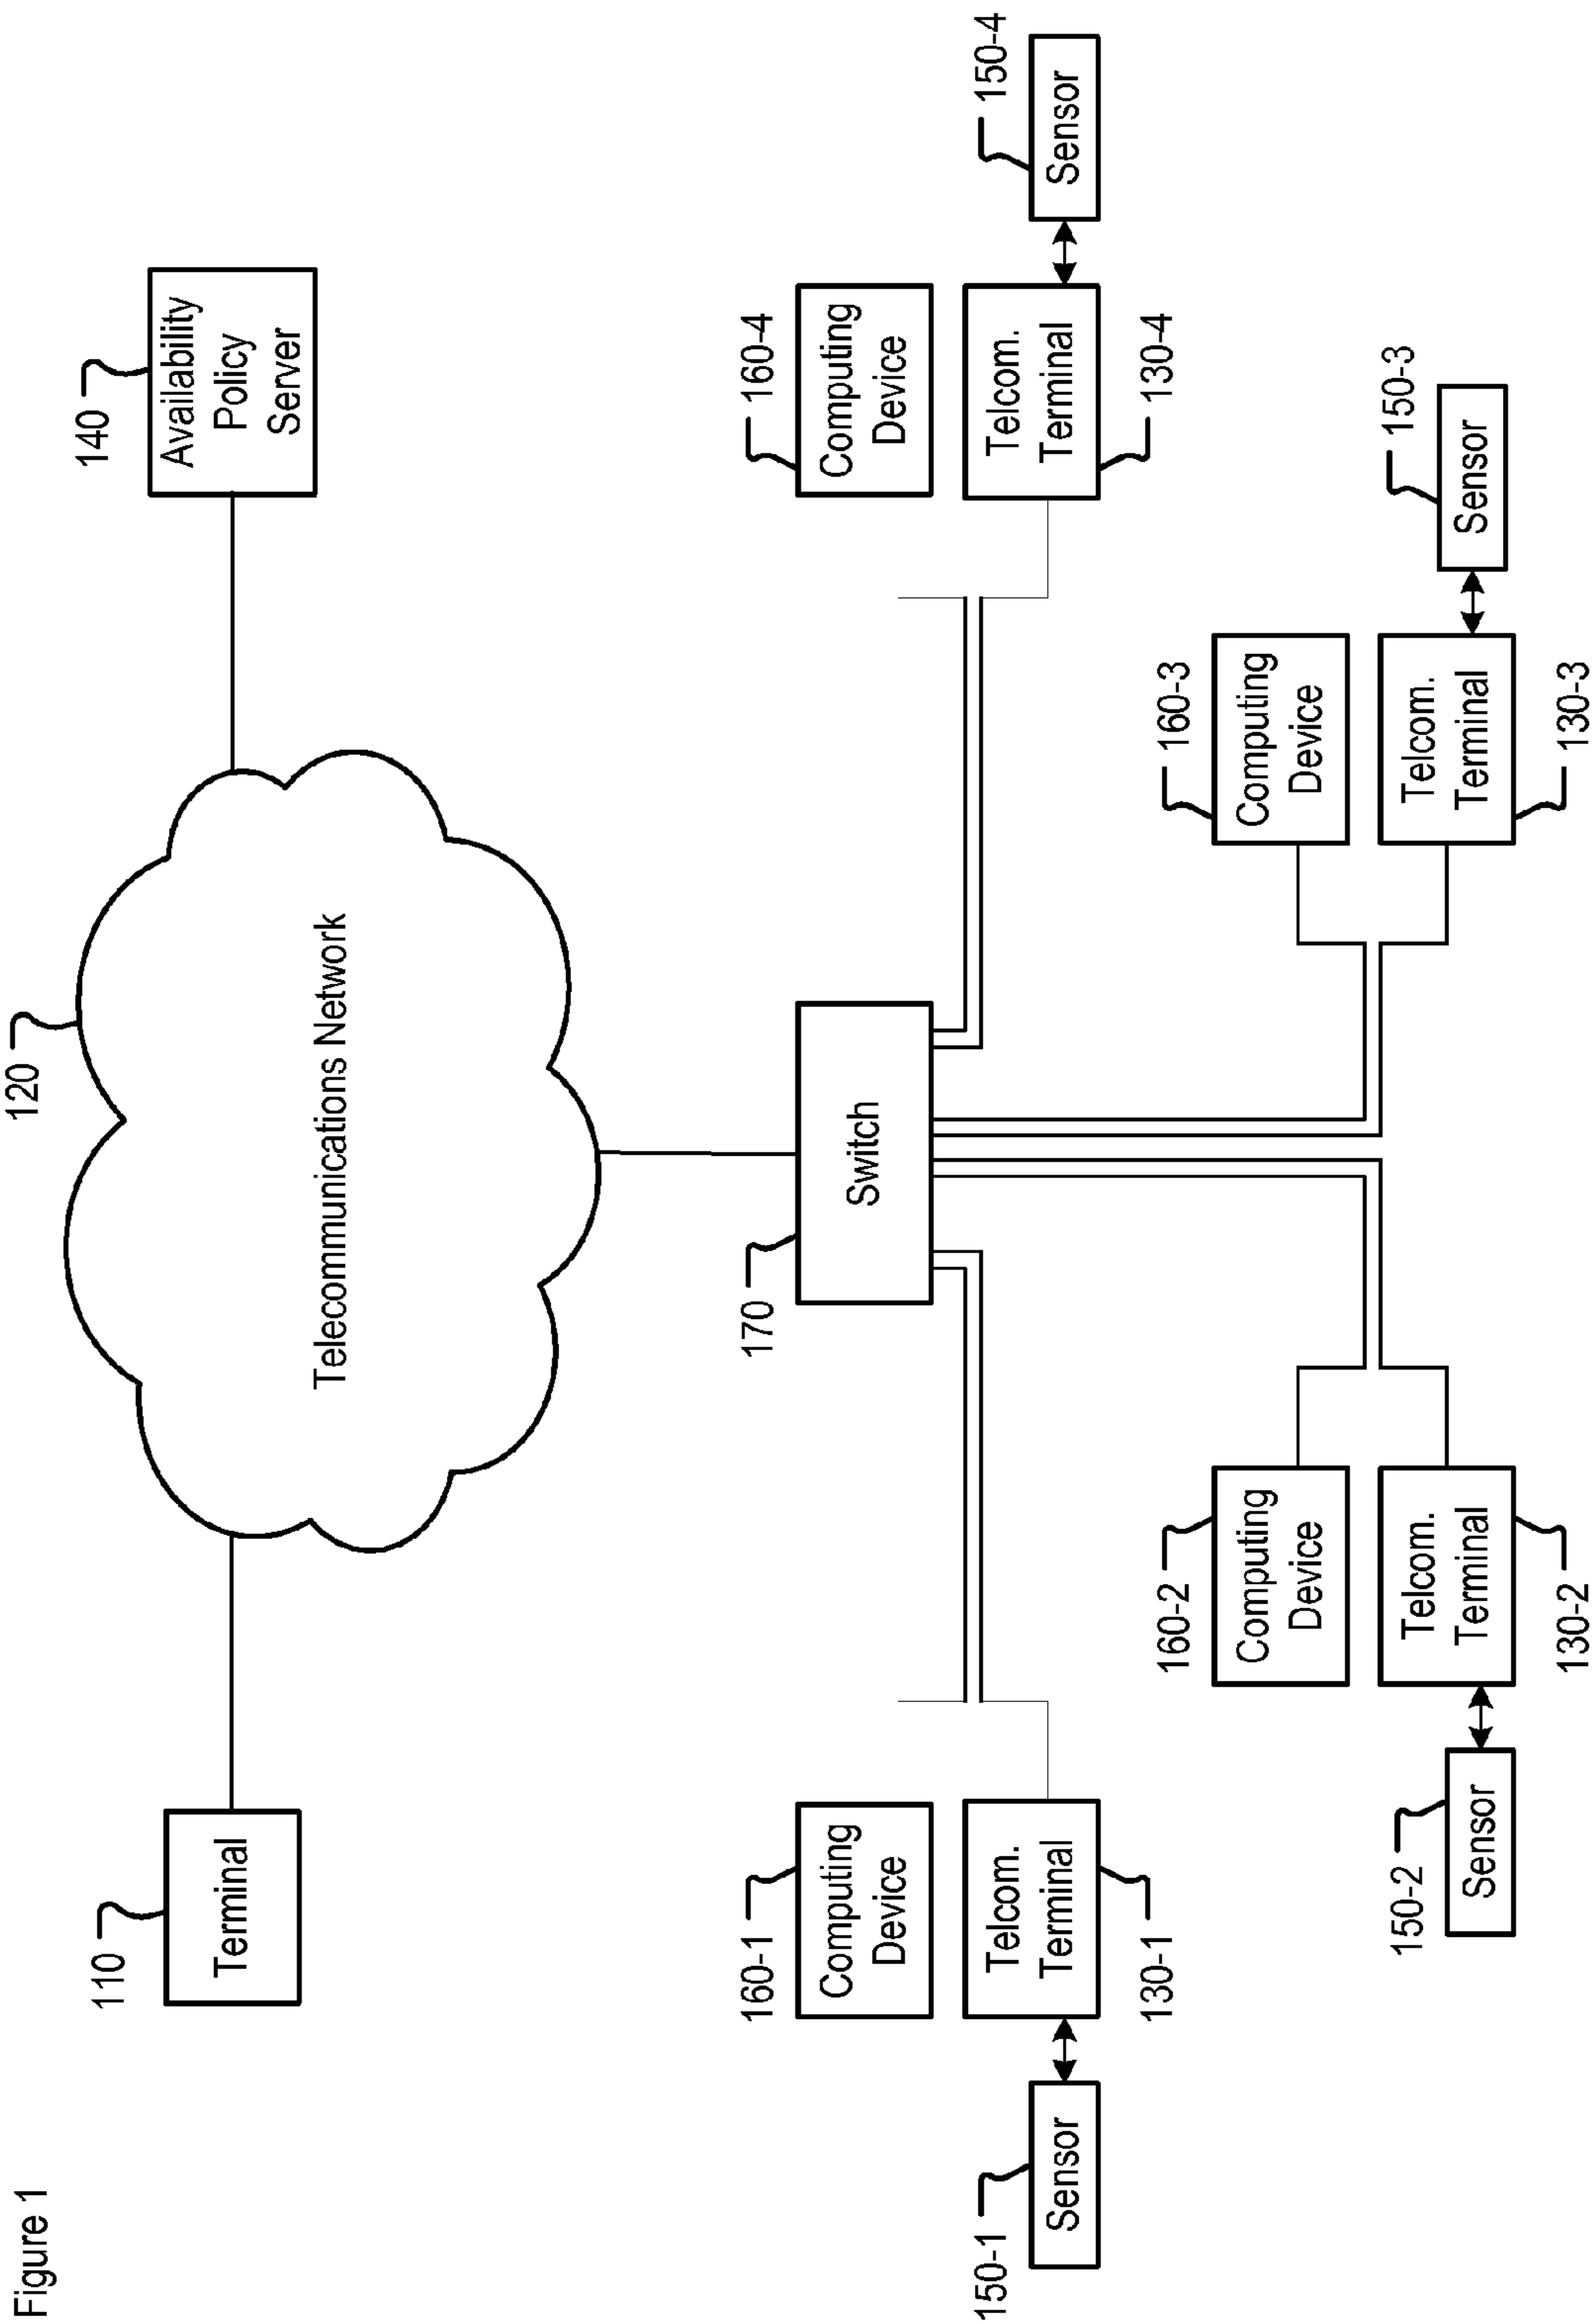 Figure 1
120
110
Terminal
Telecommunications Network
140
Availability
Policy
Server
170
Switch
160-1
Computing
Device
150-1
Sensor
Telcom.
Terminal
130-1
160-4
Computing
Device
150-4
Sensor
Telcom.
Terminal
130-4
160-2
Computing
Device
150-2
Sensor
Telcom.
Terminal
130-2
160-3
Computing
Device
150-3
Sensor
Telcom.
Terminal
130-3